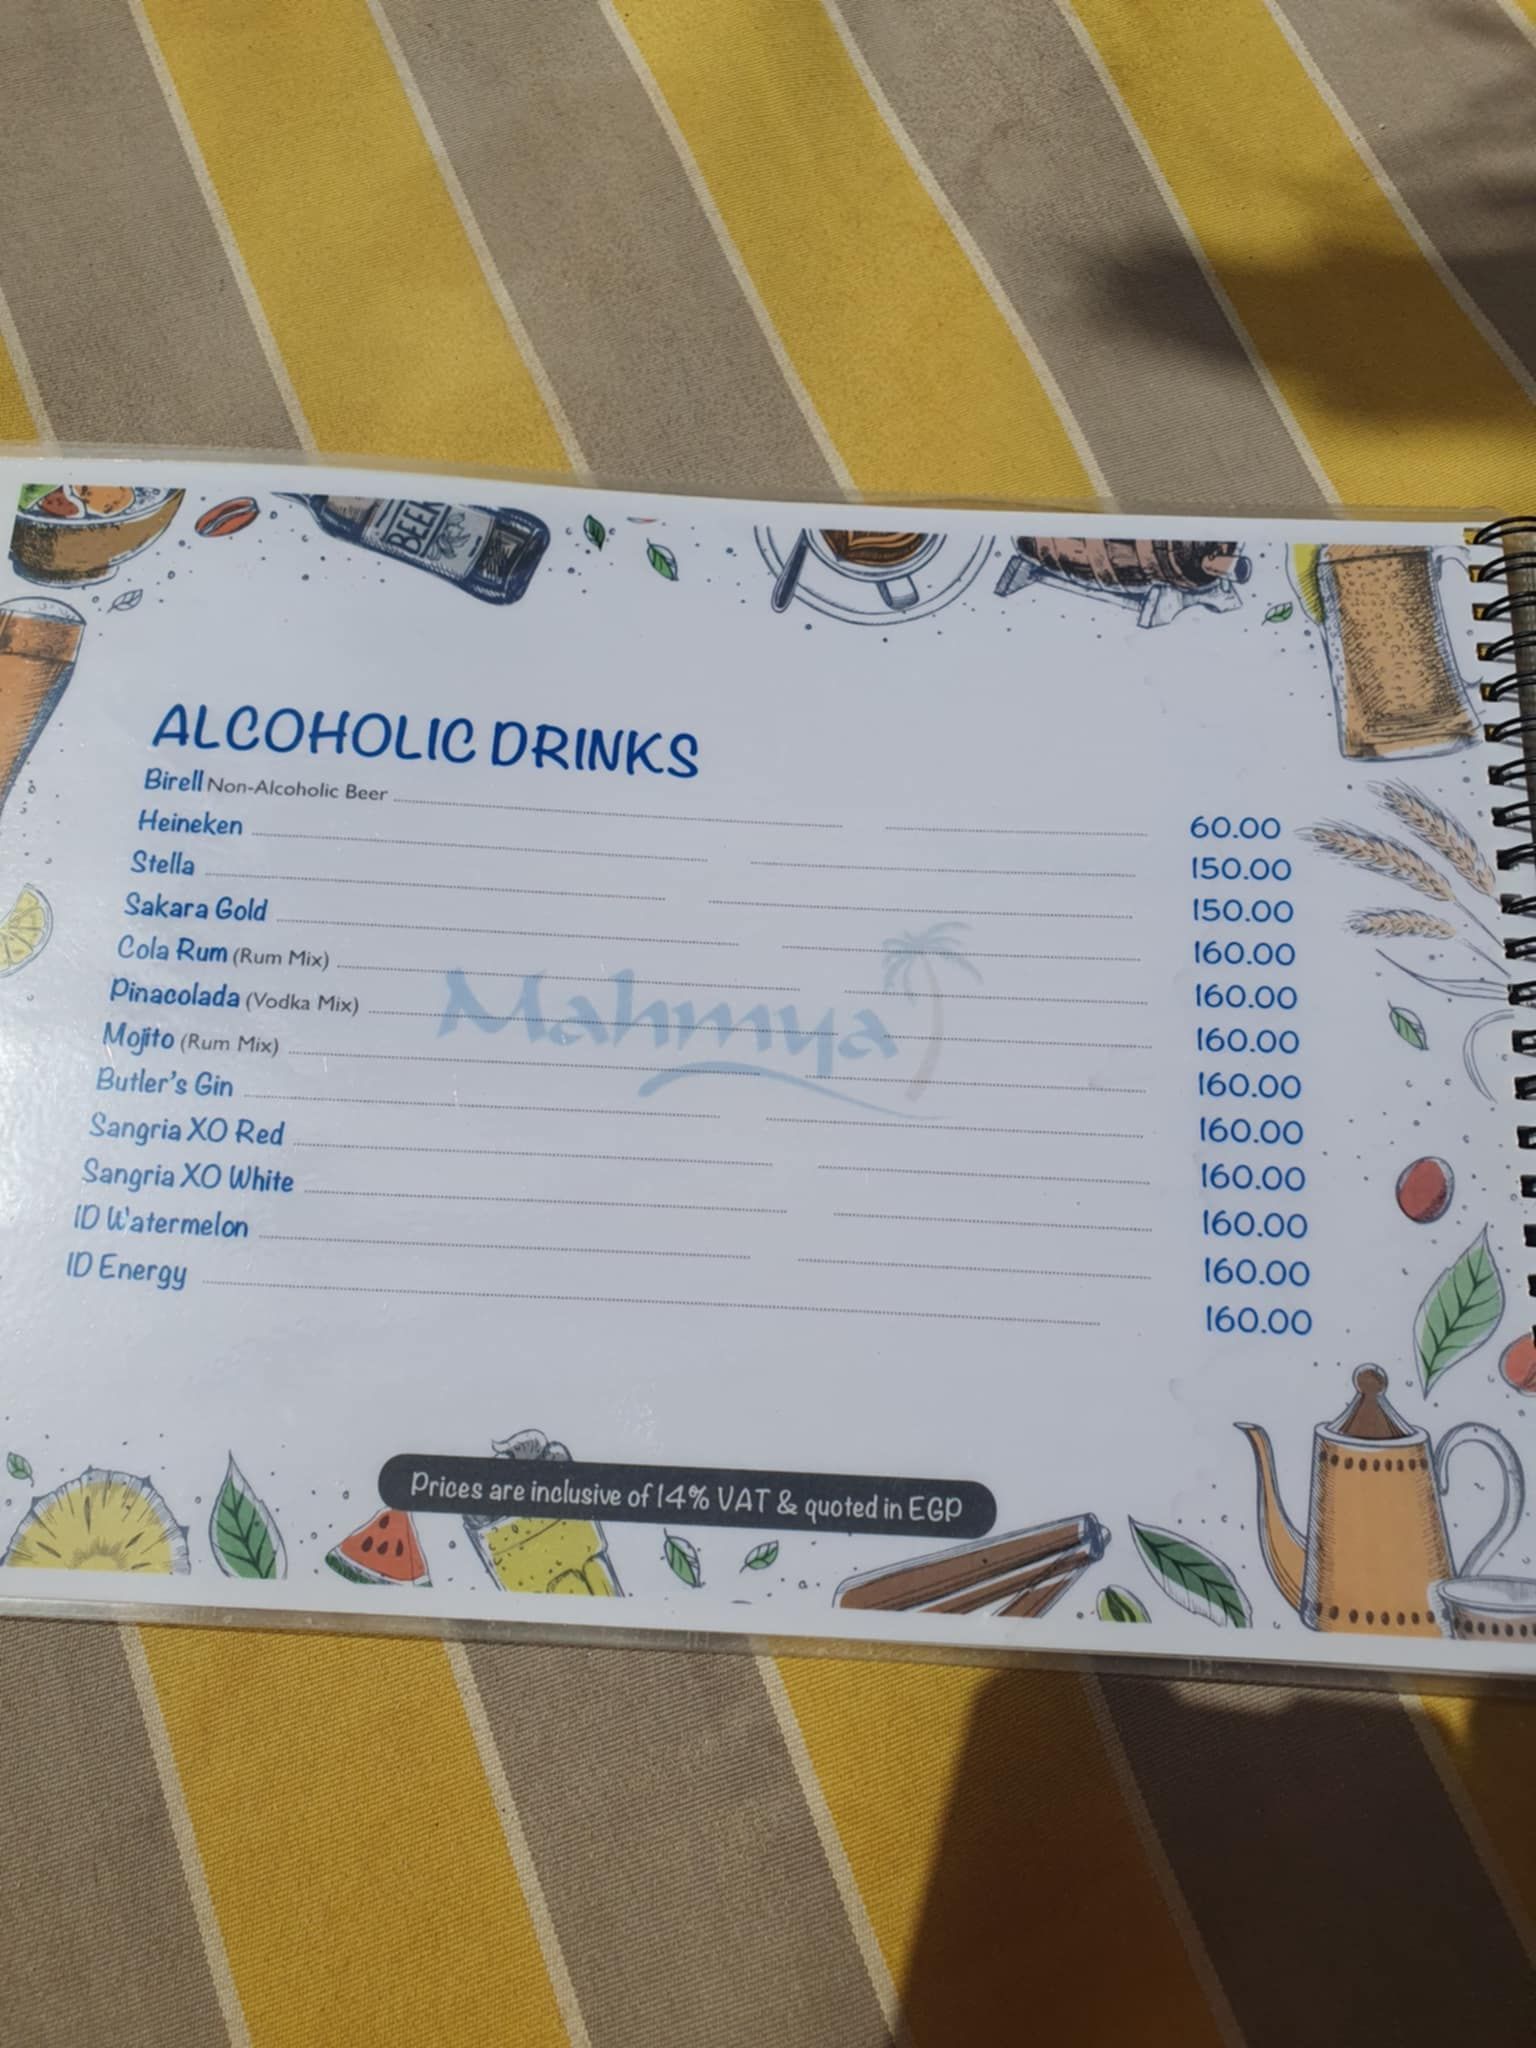 BEER
ALCOHOLIC DRINKS
Birell Non-Alcoholic Beer 60.00
Heineken 150.00
Stella 150.00
Sakara Gold 160.00
Cola Rum (Rum Mix) 160.00
Pinacolada (Vodka Mix) 160.00
Mojito (Rum Mix) 160.00
Butler's Gin 160.00
Sangria XO Red 160.00
Sangria XO White 160.00
ID Watermelon 160.00
ID Energy 160.00
Mahmya
Prices are inclusive of 14% VAT & quoted in EGP